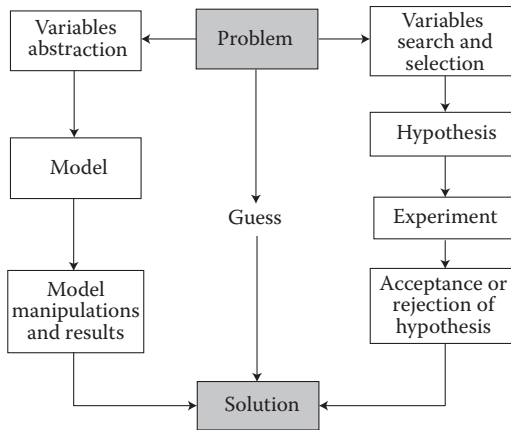 Variables
abstraction
Problem
Variables
search and
selection
Model
Hypothesis
Guess
Experiment
Model
manipulations
and results
Acceptance or
rejection of
hypothesis
Solution